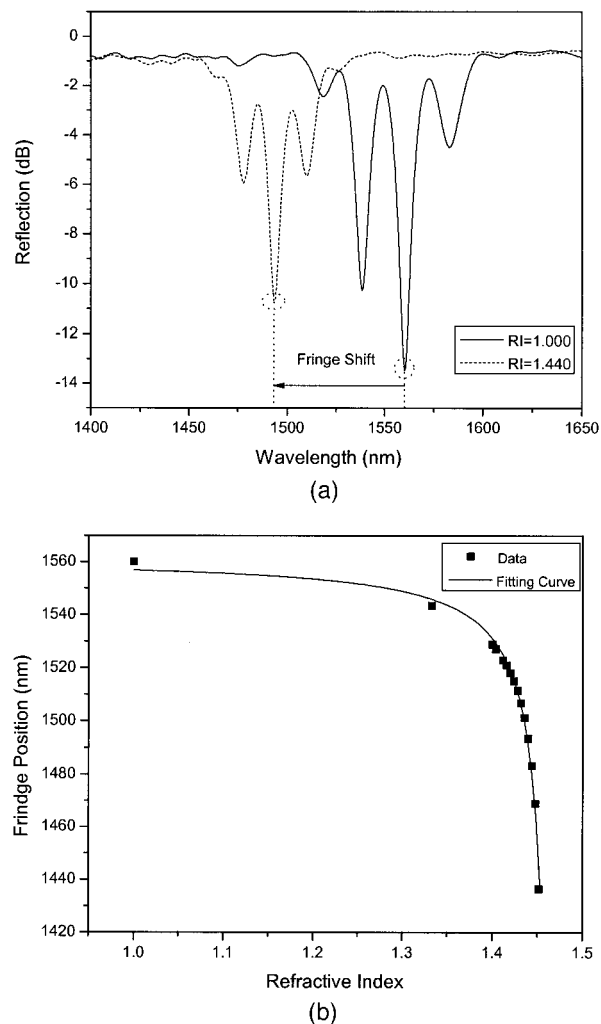 0
-2
-4
-6
-8
-10
-12
-14
Reflection (dB)
Fringe Shift
RI=1.000
RI=1.440
1400 1450 1500 1550 1600 1650
Wavelength (nm)
(a)
1560
1540
1520
1500
1480
1460
1440
1420
Frindge Position (nm)
Data
Fitting Curve
1.0 1.1 1.2 1.3 1.4 1.5
Refractive Index
(b)